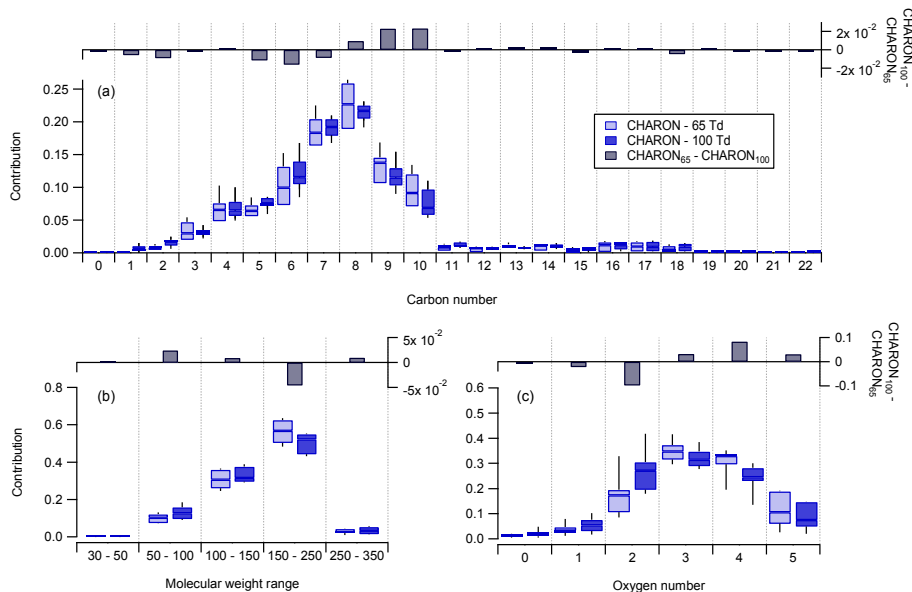 2x 10-2
0
-2x 10-2
CHARON100 -
CHARON65
(a)
0.25
0.20
0.15
0.10
0.05
0.00
Contribution
CHARON - 65 Td
CHARON - 100 Td
CHARON65 - CHARON100
0 1 2 3 4 5 6 7 8 9 10 11 12 13 14 15 16 17 18 19 20 21 22
Carbon number
5x 10-2
0
-5x 10-2
(b)
0.8
0.6
0.4
0.2
0.0
Contribution
30 - 50 50 - 100 100 - 150 150 - 250 250 - 350
Molecular weight range
0.1
0
-0.1
CHARON100 -
CHARON65
(c)
0.6
0.5
0.4
0.3
0.2
0.1
0.0
0 1 2 3 4 5
Oxygen number